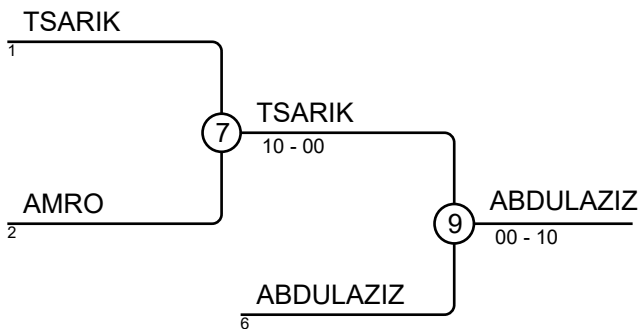 TSARIK
1
7
TSARIK
10 - 00
AMRO
2
9
ABDULAZIZ
00 - 10
ABDULAZIZ
6